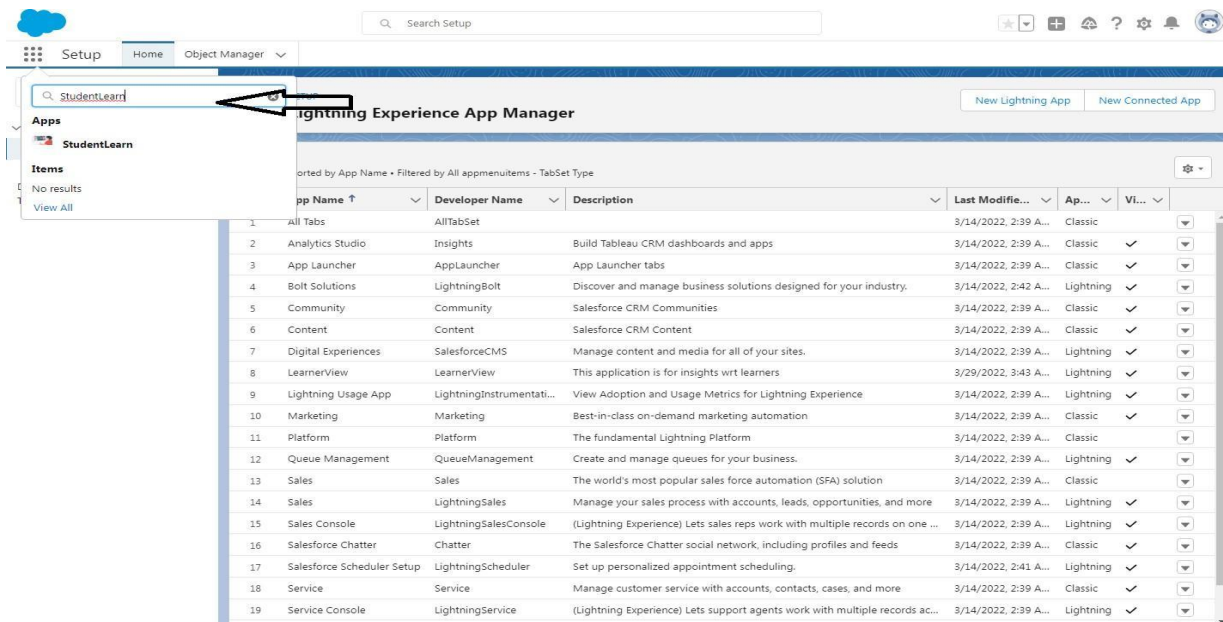 Search Setup
Setup Home Object Manager
StudentLearn
Apps
StudentLearn
Items
No results
View All
Lightning Experience App Manager
New Lightning App New Connected App
orted by App Name • Filtered by All appmenuitems - TabSet Type
pp Name ↑ Developer Name Description Last Modifie... Ap... Vi...
1 All Tabs AllTabSet 3/14/2022, 2:39 A... Classic
2 Analytics Studio Insights Build Tableau CRM dashboards and apps 3/14/2022, 2:39 A... Classic
3 App Launcher AppLauncher App Launcher tabs 3/14/2022, 2:39 A... Classic
4 Bolt Solutions LightningBolt Discover and manage business solutions designed for your industry. 3/14/2022, 2:42 A... Lightning
5 Community Community Salesforce CRM Communities 3/14/2022, 2:39 A... Classic
6 Content Content Salesforce CRM Content 3/14/2022, 2:39 A... Classic
7 Digital Experiences SalesforceCMS Manage content and media for all of your sites. 3/14/2022, 2:39 A... Lightning
8 LearnerView LearnerView This application is for insights wrt learners 3/29/2022, 3:43 A... Lightning
9 Lightning Usage App LightningInstrumentati... View Adoption and Usage Metrics for Lightning Experience 3/14/2022, 2:39 A... Lightning
10 Marketing Marketing Best-in-class on-demand marketing automation 3/14/2022, 2:39 A... Classic
11 Platform Platform The fundamental Lightning Platform 3/14/2022, 2:39 A... Classic
12 Queue Management QueueManagement Create and manage queues for your business. 3/14/2022, 2:39 A... Lightning
13 Sales Sales The world's most popular sales force automation (SFA) solution 3/14/2022, 2:39 A... Classic
14 Sales LightningSales Manage your sales process with accounts, leads, opportunities, and more 3/14/2022, 2:39 A... Lightning
15 Sales Console LightningSalesConsole (Lightning Experience) Lets sales reps work with multiple records on one ... 3/14/2022, 2:39 A... Lightning
16 Salesforce Chatter Chatter The Salesforce Chatter social network, including profiles and feeds 3/14/2022, 2:39 A... Classic
17 Salesforce Scheduler Setup LightningScheduler Set up personalized appointment scheduling. 3/14/2022, 2:41 A... Lightning
18 Service Service Manage customer service with accounts, contacts, cases, and more 3/14/2022, 2:39 A... Classic
19 Service Console LightningService (Lightning Experience) Lets support agents work with multiple records ac... 3/14/2022, 2:39 A... Lightning